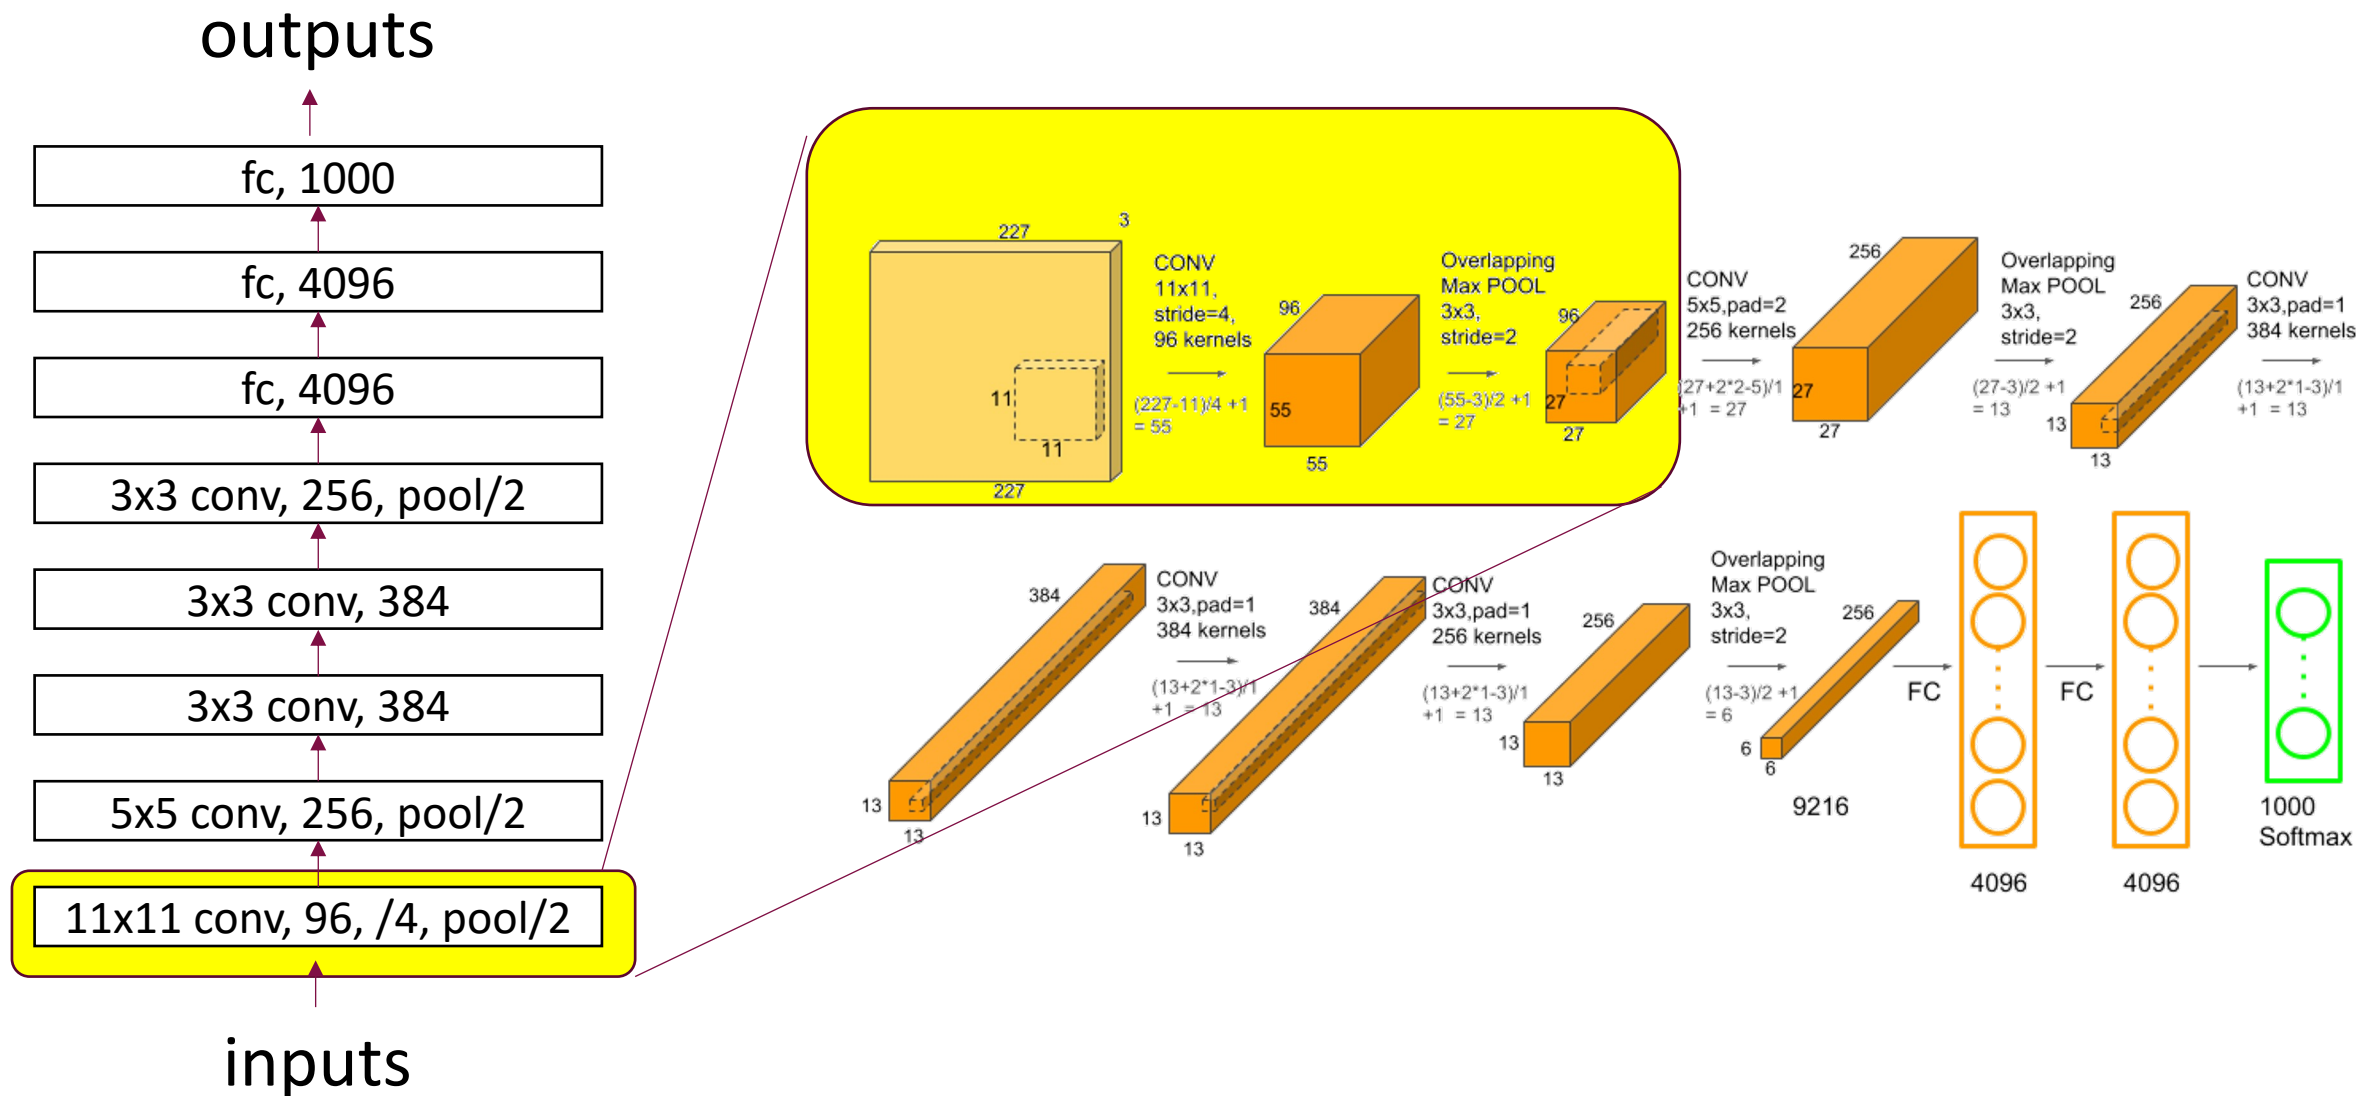 outputs
fc, 1000
fc, 4096
fc, 4096
3x3 conv, 256, pool/2
3x3 conv, 384
3x3 conv, 384
5x5 conv, 256, pool/2
11x11 conv, 96, /4, pool/2
inputs
227
3
11
11
227
CONV
11x11,
stride=4,
96 kernels
(227-11)/4 +1
= 55
96
55
55
Overlapping
Max POOL
3x3,
stride=2
(55-3)/2 +1
= 27
96
27
27
CONV
5x5,pad=2
256 kernels
(27+2*2-5)/1
+1 = 27
256
27
27
Overlapping
Max POOL
3x3,
stride=2
(27-3)/2 +1
= 13
256
13
13
CONV
3x3,pad=1
384 kernels
(13+2*1-3)/1
+1 = 13
384
13
13
CONV
3x3,pad=1
384 kernels
(13+2*1-3)/1
+1 = 13
384
13
13
CONV
3x3,pad=1
256 kernels
(13+2*1-3)/1
+1 = 13
256
13
13
Overlapping
Max POOL
3x3,
stride=2
(13-3)/2 +1
= 6
256
6
6
9216
FC
4096
FC
4096
1000
Softmax